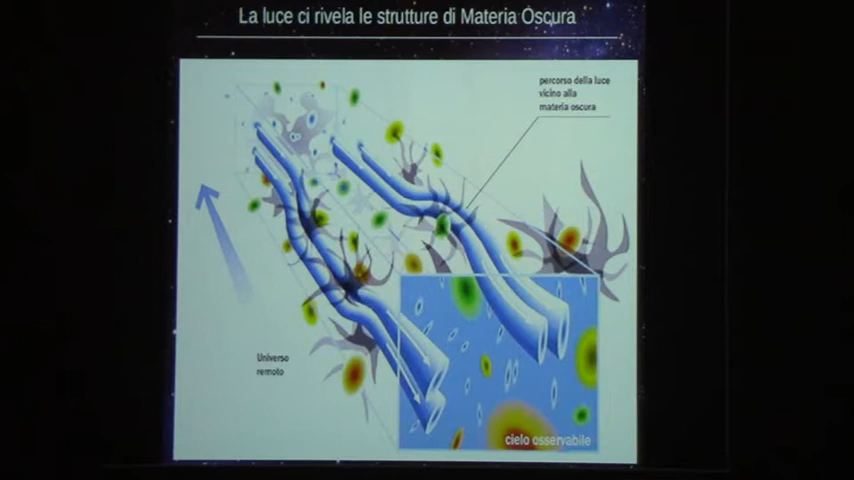 La luce ci rivela le strutture di Materia Oscura
percorso della luce
vicino alla
materia oscura
Universo
remoto
cielo osservabile